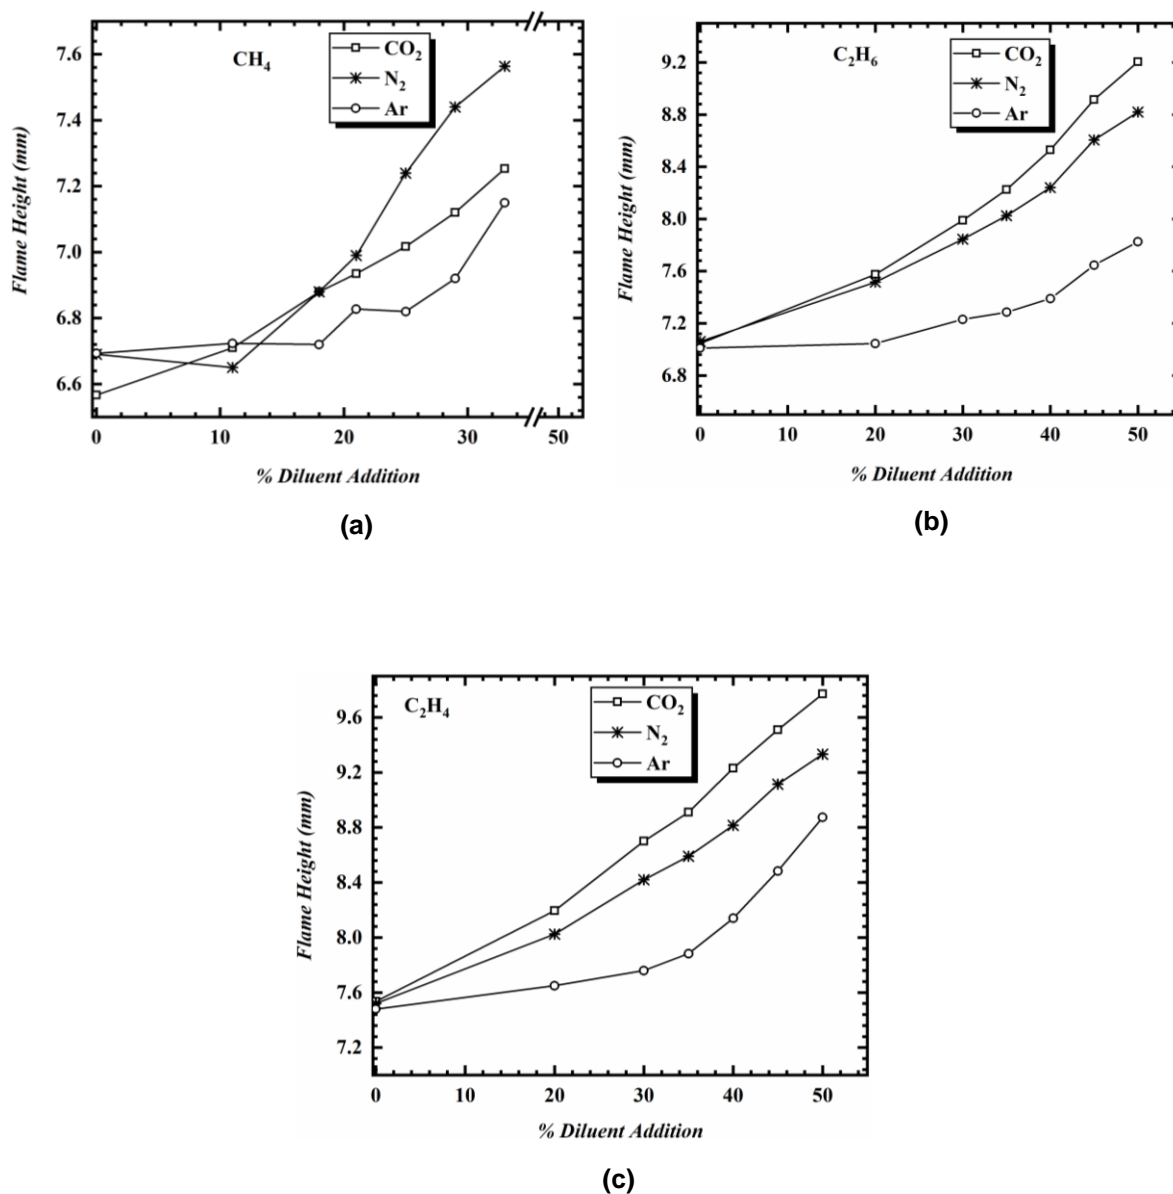 CH4
CO2
N2
Ar
7.6
7.4
7.2
7.0
6.8
6.6
Flame Height (mm)
0 10 20 30 50
% Diluent Addition
(a)
C2H6
CO2
N2
Ar
9.2
8.8
8.4
8.0
7.6
7.2
6.8
Flame Height (mm)
0 10 20 30 40 50
% Diluent Addition
(b)
C2H4
CO2
N2
Ar
9.6
9.2
8.8
8.4
8.0
7.6
7.2
Flame Height (mm)
0 10 20 30 40 50
% Diluent Addition
(c)